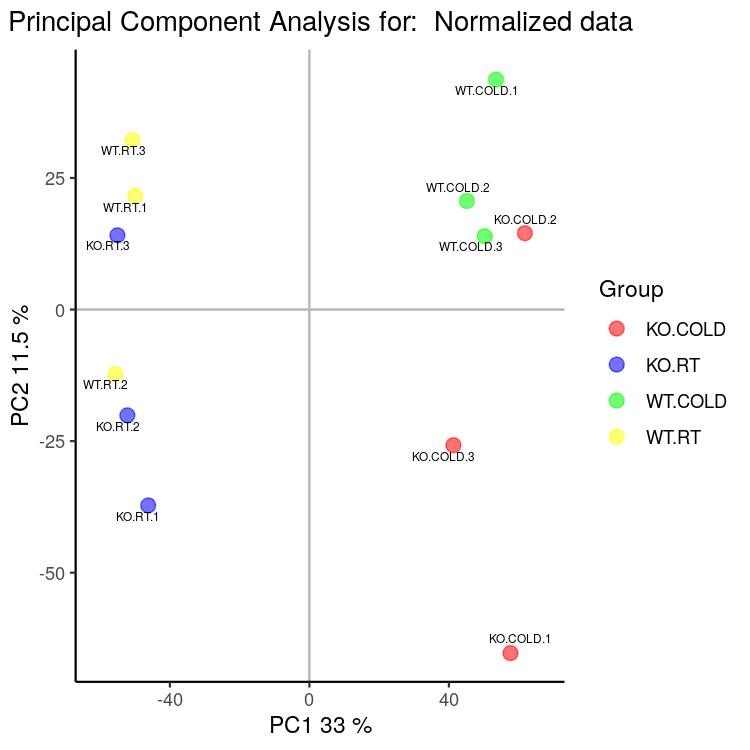 Principal Component Analysis for:  Normalized data
WT.COLD.1
WT.RT.3
25
WT.COLD.2
WT.RT.1
KO.COLD.2
KO.RT.3
WT.COLD.3
Group
0
KO.COLD
KO.RT
WT.COLD
WT.RT
PC2 11.5 %
WT.RT.2
KO.RT.2
-25
KO.COLD.3
KO.RT.1
-50
KO.COLD.1
-40
0
40
PC1 33 %